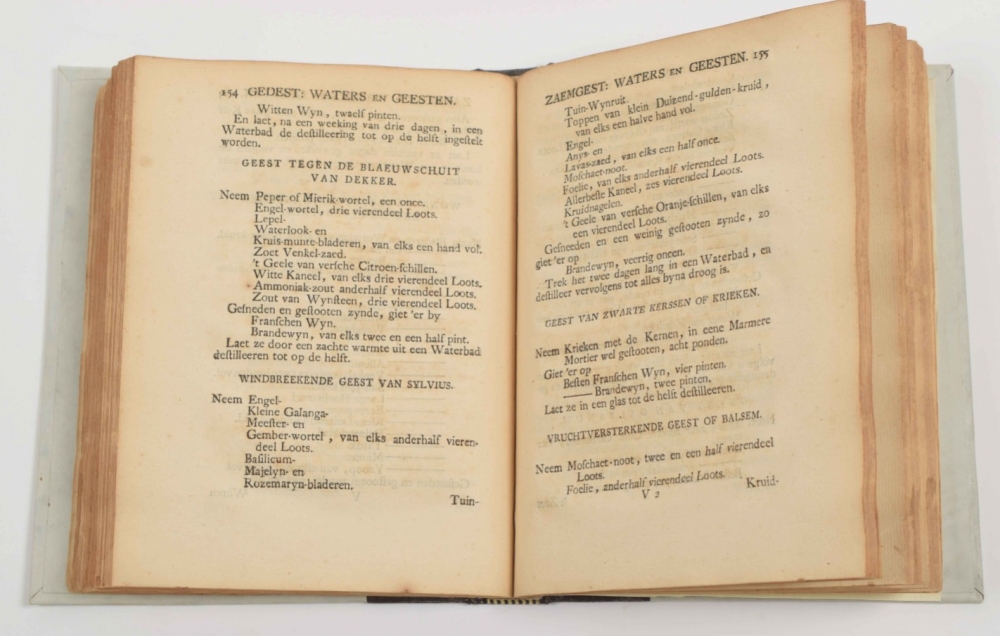 154 GEDEST: WATERS EN GEESTEN.
Witten Wyn, twaelf pinten.
En laet, na een weeking van drie dagen, in een
Waterbad de destilleering tot op de helft ingestelt
worden.
GEEST TEGEN DE BLAEUWSCHUIT
VAN DEKKER.
Neem Peper of Mierik-wortel, een once.
Engel-wortel, drie vierendeel Loots.
Lepel-
Waterlook- en
Kruis-munte-bladeren, van elks een hand vol.
Zoet Venkel-zaed.
't Geele van versche Citroen-schillen.
Witte Kaneel, van elks drie vierendeel Loots.
Ammoniak-zout anderhalf vierendeel Loots.
Zout van Wynsteen, drie vierendeel Loots.
Gesneden en gestooten zynde, giet 'er by
Franschen Wyn.
Brandewyn, van elks twee en een half pint.
Laet ze door een zachte warmte uit een Waterbad
destilleeren tot op de helft.
WINDBREEKENDE GEEST VAN SYLVIUS.
Neem Engel-
Kleine Galanga-
Meester- en
Gember-wortel, van elks anderhalf vieren-
deel Loots.
Basilicum-
Majelyn- en
Rozemaryn-bladeren.
Tuin-
ZAEMGEST: WATERS EN GEESTEN. 155
Tuin-Wynruit.
Toppen van klein Duizend-gulden-kruid,
van elks een halve hand vol.
Engel-
Anys- en
Lavas-zaed, van elks een half once.
Moschaet-noot.
Foelie, van elks anderhalf vierendeel Loots.
Allerbeste Kaneel, zes vierendeel Loots.
Kruidnagelen.
't Geele van versche Oranje-schillen, van elks
een vierendeel Loots.
Gesneeden en een weinig gestooten zynde, zo
giet 'er op
Brandewyn, veertig oncen.
Trek het twee dagen lang in een Waterbad, en
destilleer vervolgens tot alles byna droog is.
GEEST VAN ZWARTE KERSSEN OF KRIEKEN.
Neem Krieken met de Kernen, in eene Marmere
Mortier wel gestooten, acht ponden.
Giet 'er op
Besten Franschen Wyn, vier pinten.
—— Brandewyn, twee pinten.
Laet ze in een glas tot de helft destilleeren.
VRUCHTVERSTERKENDE GEEST OF BALSEM.
Neem Moschaet-noot, twee en een half vierendeel
Loots.
Foelie, anderhalf vierendeel Loots.
V 2
Kruid-